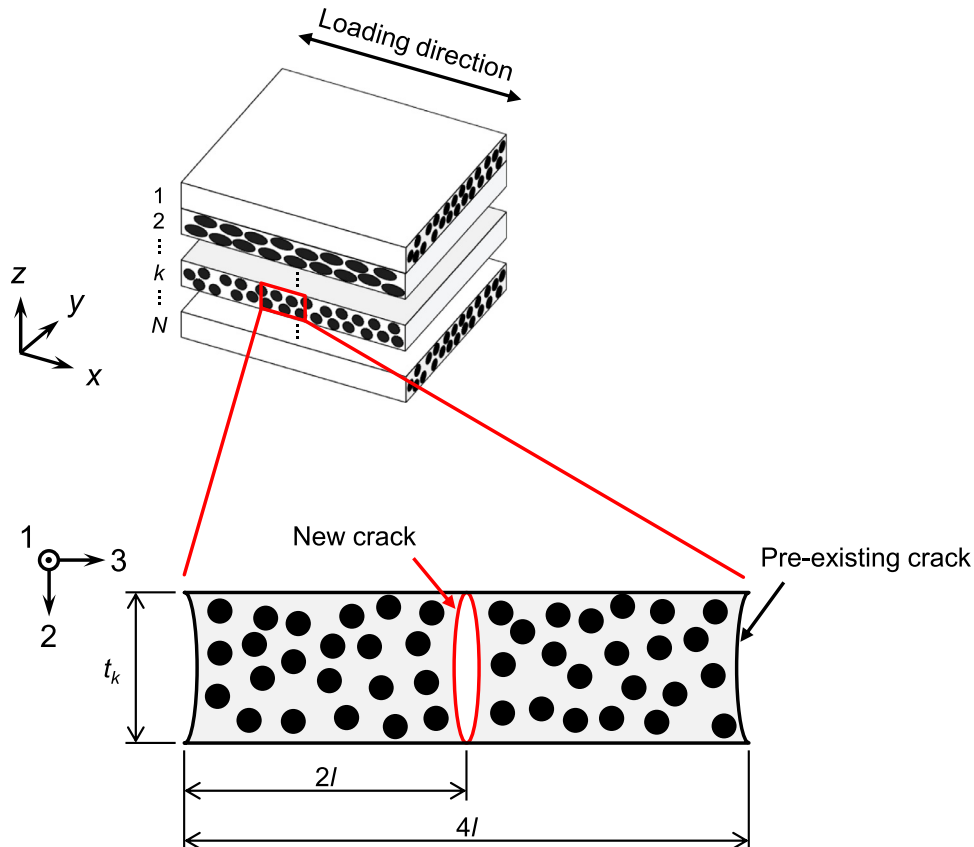 Loading direction
1
2
k
N
z
y
x
New crack
Pre-existing crack
1
3
2
t_k
2l
4l